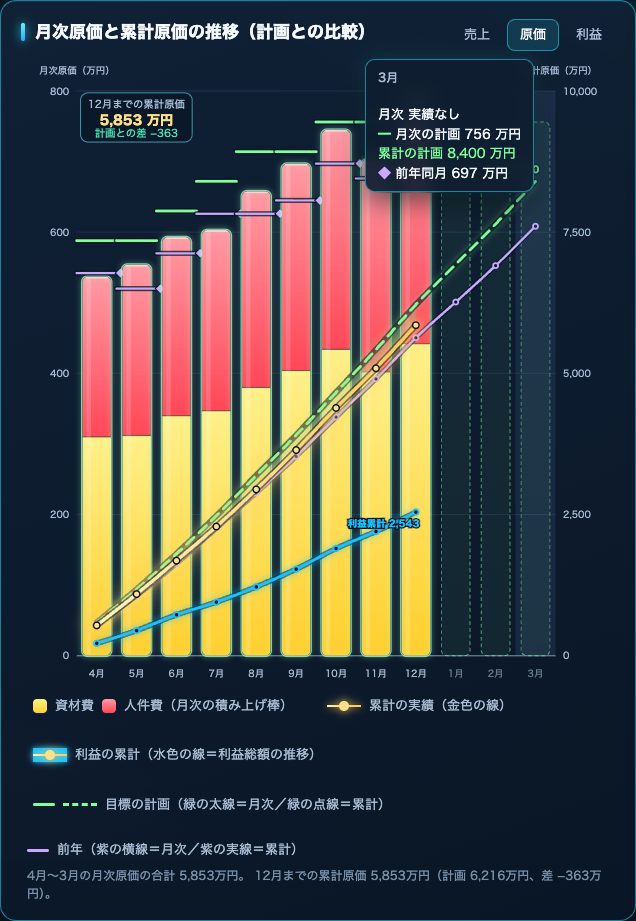 月次原価と累計原価の推移（計画との比較）
売上
原価
利益
月次原価（万円）
計原価（万円）
3月
月次 実績なし
月次の計画 756 万円
累計の計画 8,400 万円
前年同月 697 万円
12月までの累計原価
5,853 万円
計画との差 −363
800
600
400
200
0
10,000
7,500
5,000
2,500
0
利益累計 2,543
4月
5月
6月
7月
8月
9月
10月
11月
12月
1月
2月
3月
資材費
人件費（月次の積み上げ棒）
累計の実績（金色の線）
利益の累計（水色の線＝利益総額の推移）
目標の計画（緑の太線＝月次／緑の点線＝累計）
前年（紫の横線＝月次／紫の実線＝累計）
4月〜3月の月次原価の合計 5,853万円。 12月までの累計原価 5,853万円（計画 6,216万円、差 −363万
円）。